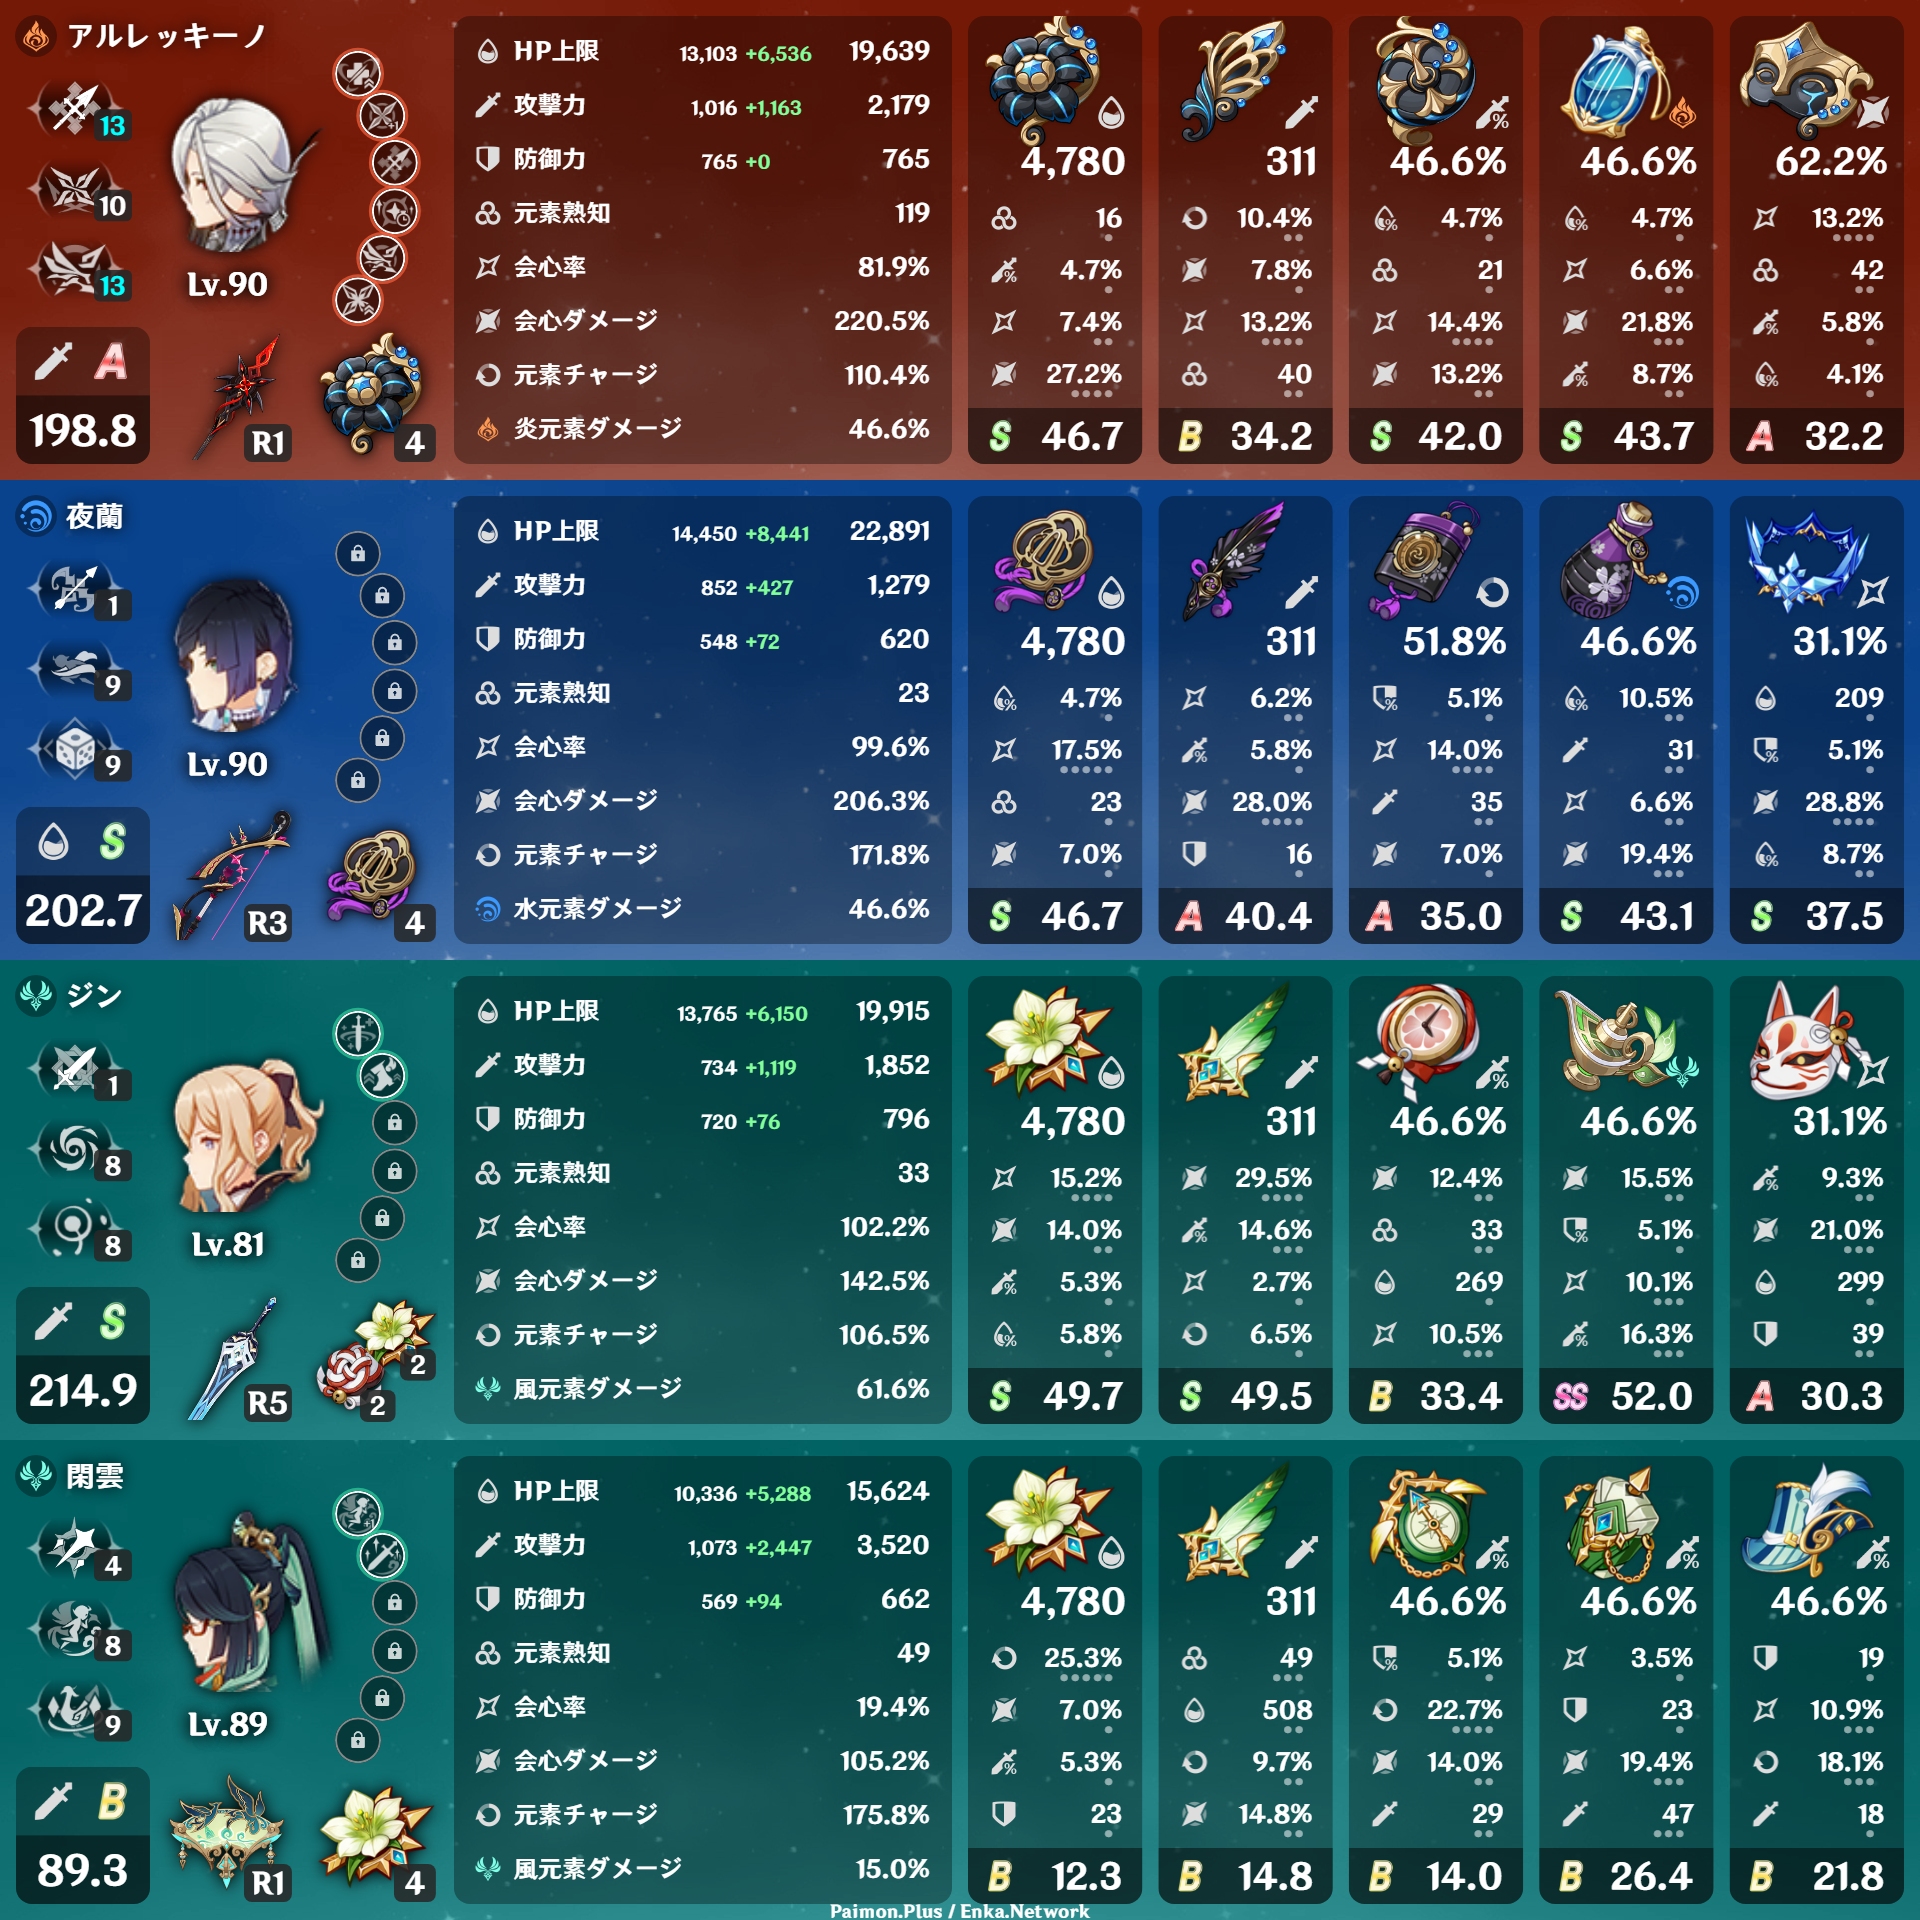 アルレッキーノ
13
10
13
Lv.90
A
198.8
R1
4
HP上限 13,103 +6,536 19,639
攻撃力 1,016 +1,163 2,179
防御力 765 +0 765
元素熟知 119
会心率 81.9%
会心ダメージ 220.5%
元素チャージ 110.4%
炎元素ダメージ 46.6%
4,780
16
4.7%
7.4%
27.2%
S 46.7
311
10.4%
7.8%
13.2%
40
B 34.2
46.6%
4.7%
21
14.4%
13.2%
S 42.0
46.6%
4.7%
6.6%
21.8%
8.7%
S 43.7
62.2%
13.2%
42
5.8%
4.1%
A 32.2
夜蘭
1
9
9
Lv.90
S
202.7
R3
4
HP上限 14,450 +8,441 22,891
攻撃力 852 +427 1,279
防御力 548 +72 620
元素熟知 23
会心率 99.6%
会心ダメージ 206.3%
元素チャージ 171.8%
水元素ダメージ 46.6%
4,780
4.7%
17.5%
23
7.0%
S 46.7
311
6.2%
5.8%
28.0%
16
A 40.4
51.8%
5.1%
14.0%
35
7.0%
A 35.0
46.6%
10.5%
31
6.6%
19.4%
S 43.1
31.1%
209
5.1%
28.8%
8.7%
S 37.5
ジン
1
8
8
Lv.81
S
214.9
R5
2
2
HP上限 13,765 +6,150 19,915
攻撃力 734 +1,119 1,852
防御力 720 +76 796
元素熟知 33
会心率 102.2%
会心ダメージ 142.5%
元素チャージ 106.5%
風元素ダメージ 61.6%
4,780
15.2%
14.0%
5.3%
5.8%
S 49.7
311
29.5%
14.6%
2.7%
6.5%
S 49.5
46.6%
12.4%
33
269
10.5%
B 33.4
46.6%
15.5%
5.1%
10.1%
16.3%
SS 52.0
31.1%
9.3%
21.0%
299
39
A 30.3
閑雲
4
8
9
Lv.89
B
89.3
R1
4
HP上限 10,336 +5,288 15,624
攻撃力 1,073 +2,447 3,520
防御力 569 +94 662
元素熟知 49
会心率 19.4%
会心ダメージ 105.2%
元素チャージ 175.8%
風元素ダメージ 15.0%
4,780
25.3%
7.0%
5.3%
23
B 12.3
311
49
508
9.7%
14.8%
B 14.8
46.6%
5.1%
22.7%
14.0%
29
B 14.0
46.6%
3.5%
23
19.4%
47
B 26.4
46.6%
19
10.9%
18.1%
18
B 21.8
Paimon.Plus / Enka.Network